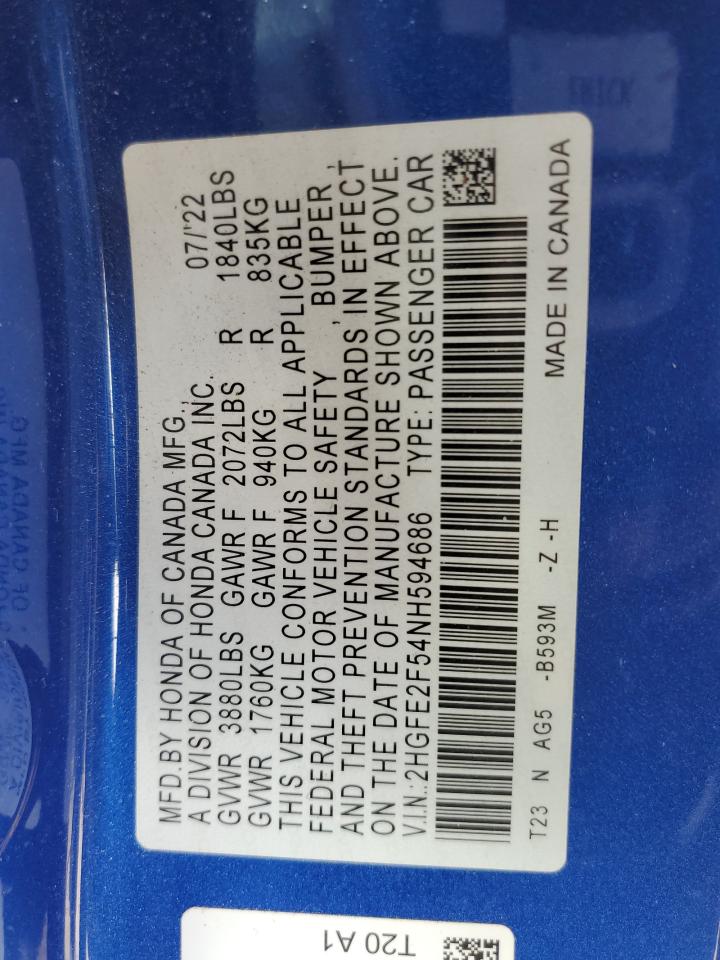 MFD.BY HONDA OF CANADA MFG.,
A DIVISION OF HONDA CANADA INC. 07/'22
GVWR 3880LBS GAWR F 2072LBS R 1840LBS
GVWR 1760KG GAWR F 940KG R 835KG
THIS VEHICLE CONFORMS TO ALL APPLICABLE
FEDERAL MOTOR VEHICLE SAFETY, BUMPER,
AND THEFT PREVENTION STANDARDS IN EFFECT
ON THE DATE OF MANUFACTURE SHOWN ABOVE.
V.I.N.:2HGFE2F54NH594686 TYPE: PASSENGER CAR
MADE IN CANADA
T23 N AG5 -B593M -Z -H
T20 A1